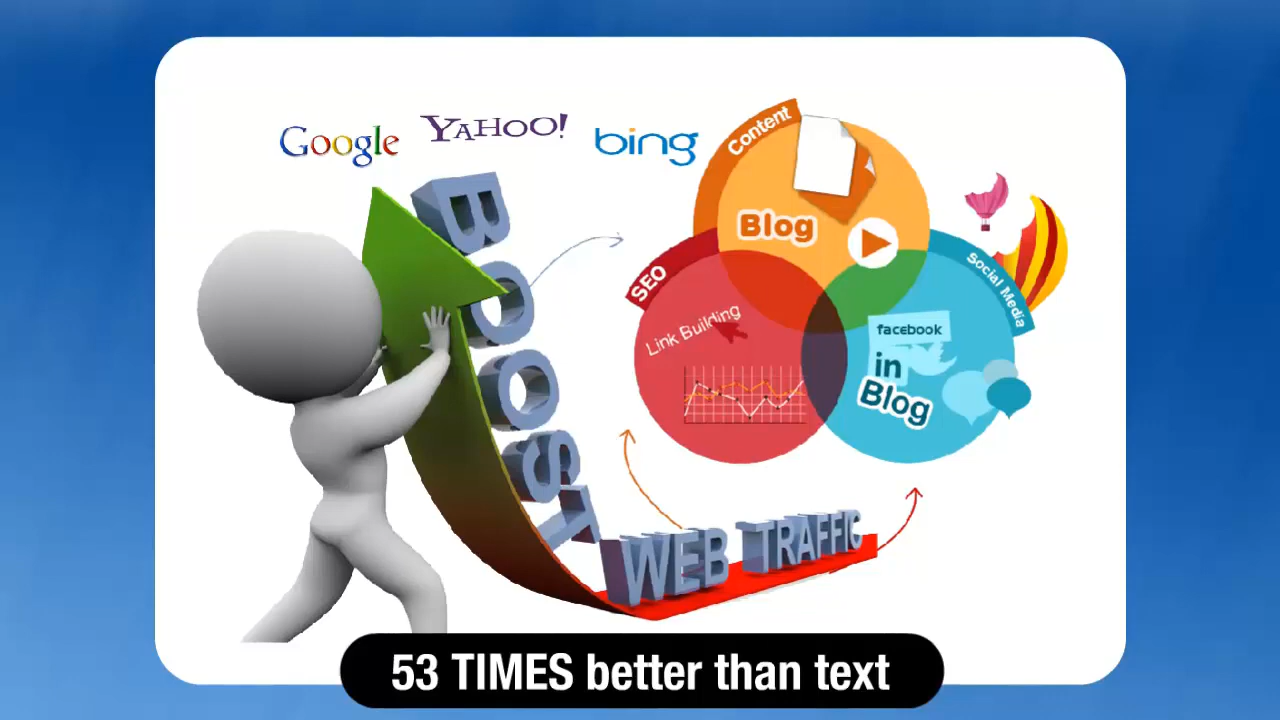 Google
YAHOO!
bing
Content
Blog
SEO
Link Building
Social Media
facebook
in
Blog
BOOST
WEB TRAFFIC
53 TIMES better than text